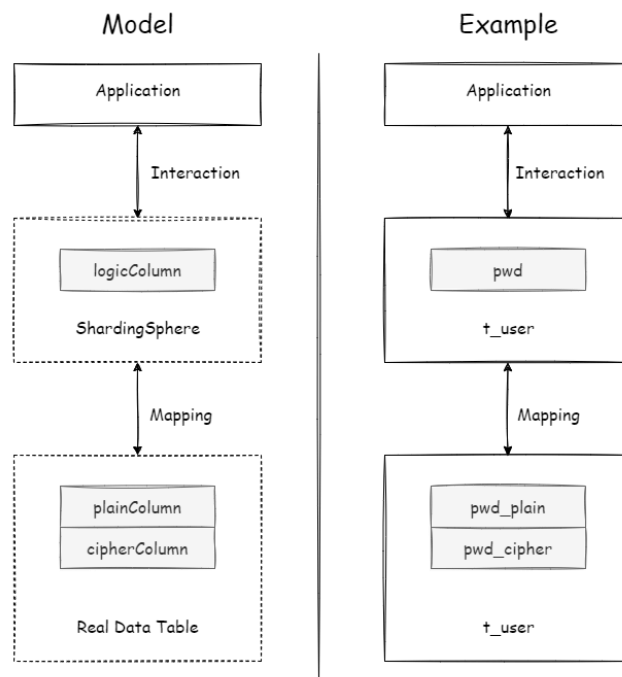 Model
Application
Interaction
logicColumn
ShardingSphere
Mapping
plainColumn
cipherColumn
Real Data Table
Example
Application
Interaction
pwd
t_user
Mapping
pwd_plain
pwd_cipher
t_user